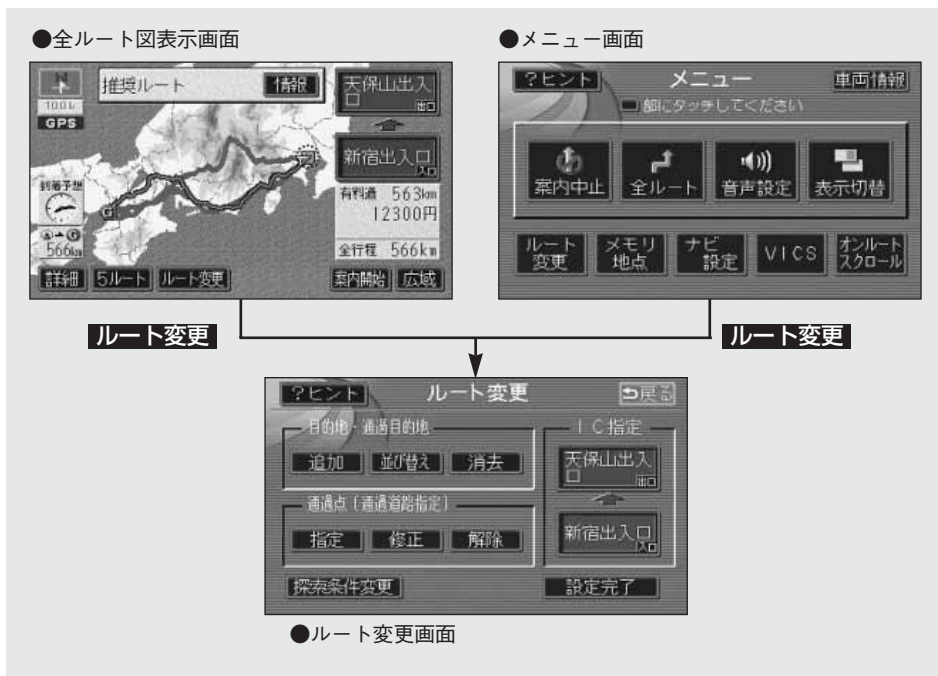 ●全ルート図表示画面
推奨ルート
情報
天保山出入
口
出口
100k
GPS
新宿出入口
入口
到着予想
有料道 563km
12300円
566km
全行程 566km
詳細
5ルート
ルート変更
案内開始
広域
●メニュー画面
?ヒント
メニュー
車両情報
部にタッチしてください
案内中止
全ルート
音声設定
表示切替
ルート
変更
メモリ
地点
ナビ
設定
VICS
オンルート
スクロール
ルート変更
ルート変更
?ヒント
ルート変更
戻る
目的地・通過目的地
追加
並び替え
消去
通過点(通過道路指定)
指定
修正
解除
IC指定
天保山出入
口
出口
新宿出入口
入口
探索条件変更
設定完了
●ルート変更画面